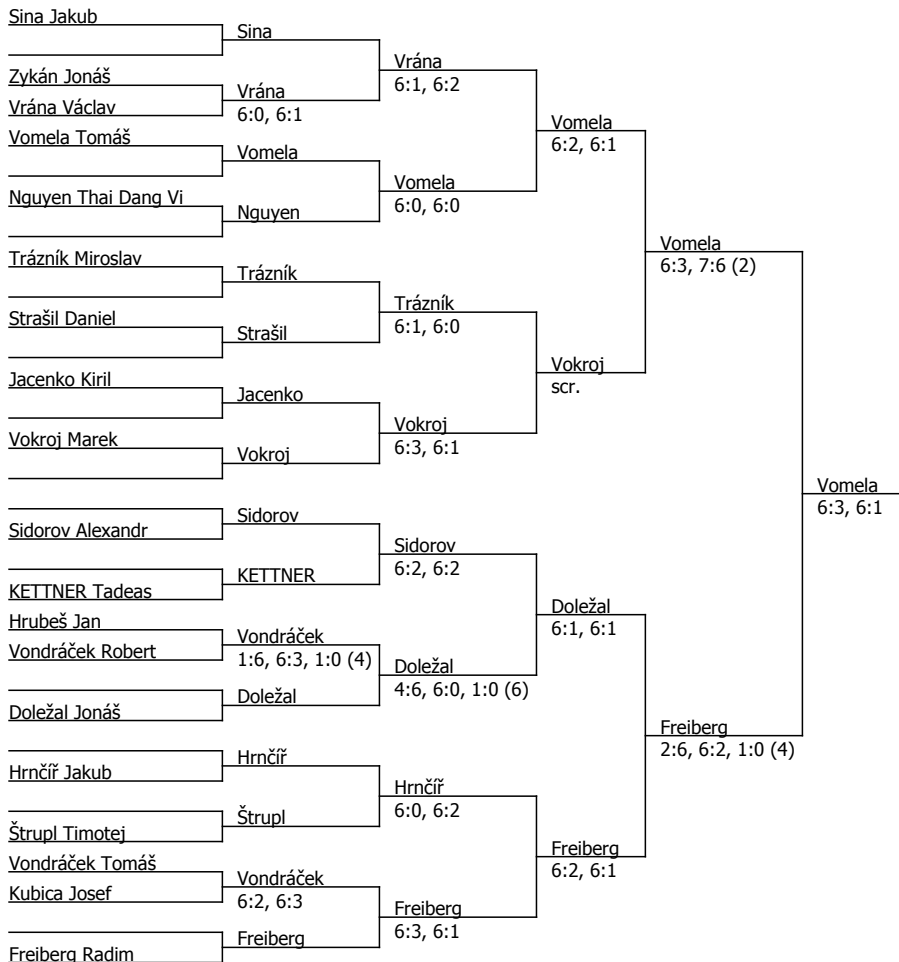 Sina Jakub
Sina
Vrána
6:1, 6:2
Zykán Jonáš
Vrána
6:0, 6:1
Vrána Václav
Vomela
6:2, 6:1
Vomela Tomáš
Vomela
Vomela
6:0, 6:0
Nguyen Thai Dang Vi
Nguyen
Vomela
6:3, 7:6 (2)
Trázník Miroslav
Trázník
Trázník
6:1, 6:0
Strašil Daniel
Strašil
Vokroj
scr.
Jacenko Kiril
Jacenko
Vokroj
6:3, 6:1
Vokroj Marek
Vokroj
Vomela
6:3, 6:1
Sidorov Alexandr
Sidorov
Sidorov
6:2, 6:2
KETTNER Tadeas
KETTNER
Doležal
6:1, 6:1
Hrubeš Jan
Vondráček Robert
Vondráček
1:6, 6:3, 1:0 (4)
Doležal
4:6, 6:0, 1:0 (6)
Doležal Jonáš
Doležal
Freiberg
2:6, 6:2, 1:0 (4)
Hrnčíř Jakub
Hrnčíř
Hrnčíř
6:0, 6:2
Štrupl Timotej
Štrupl
Freiberg
6:2, 6:1
Vondráček Tomáš
Kubica Josef
Vondráček
6:2, 6:3
Freiberg
6:3, 6:1
Freiberg Radim
Freiberg